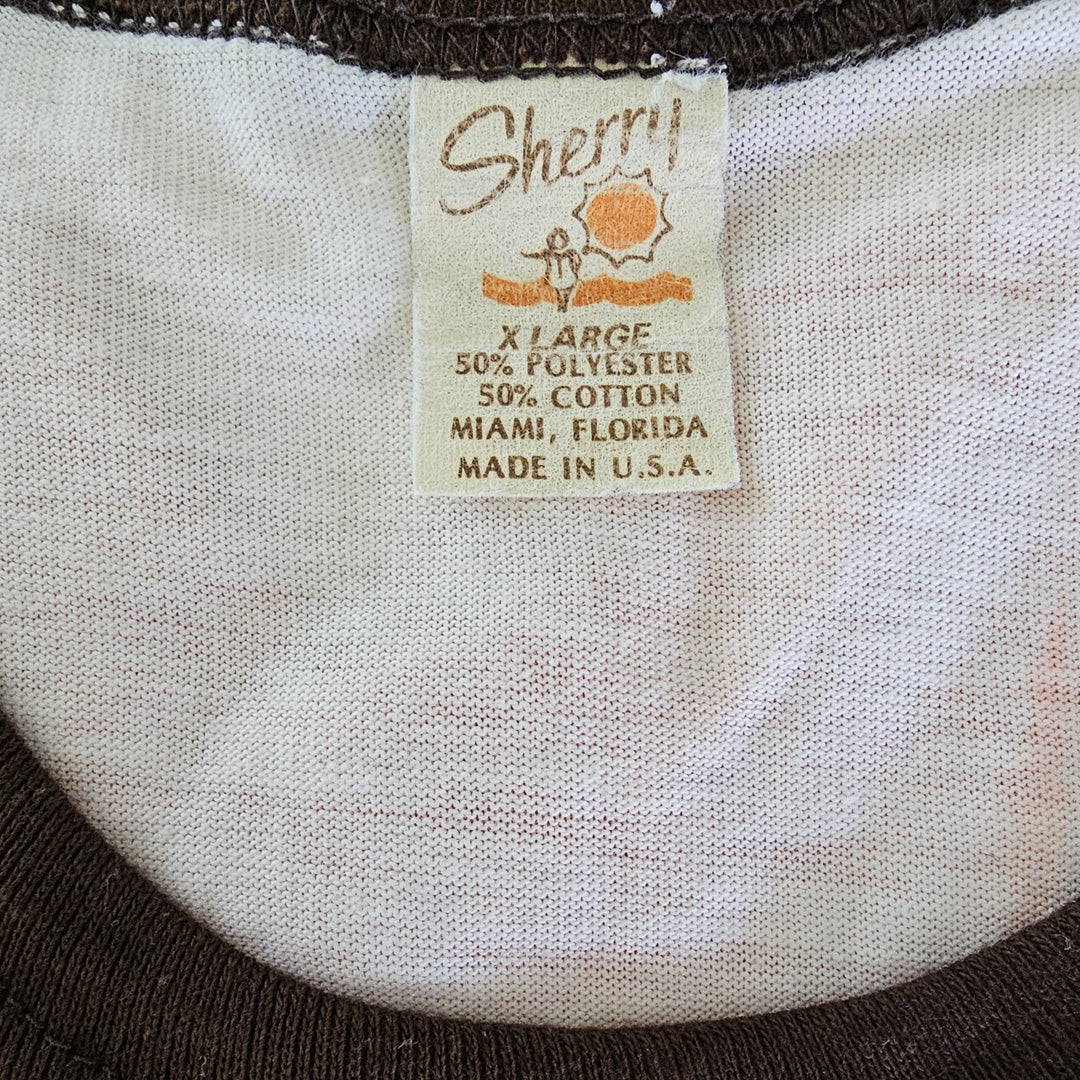 Sherry
X LARGE
50% POLYESTER
50% COTTON
MIAMI, FLORIDA
MADE IN U.S.A.